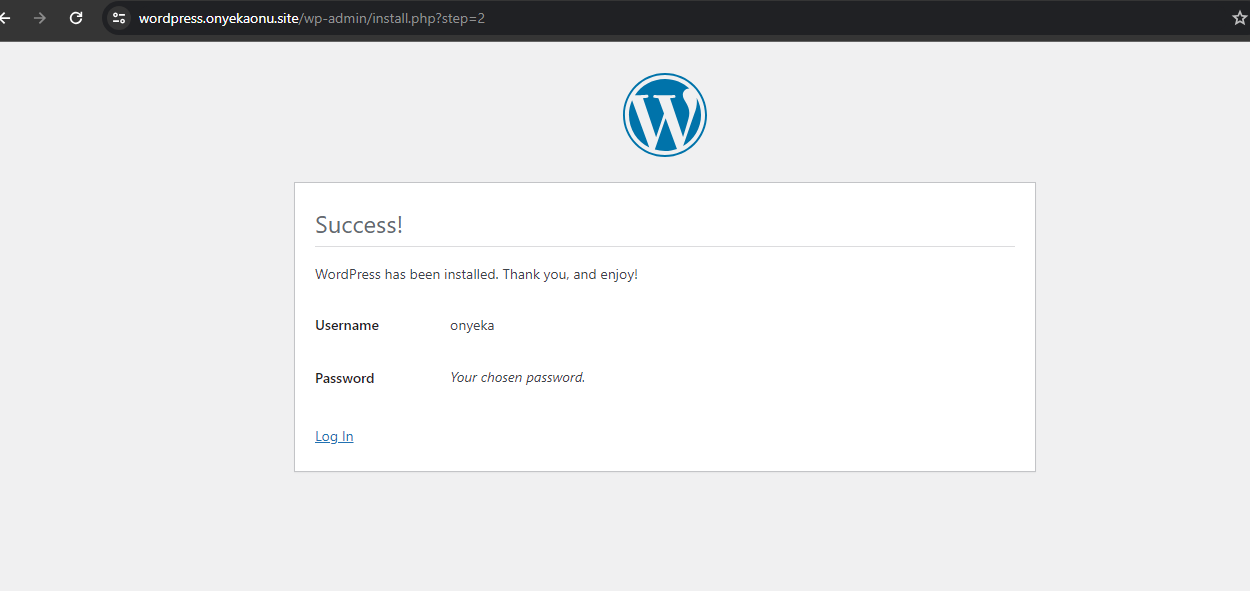 wordpress.onyekaonu.site/wp-admin/install.php?step=2
W
Success!
WordPress has been installed. Thank you, and enjoy!
Username onyeka
Password Your chosen password.
Log In